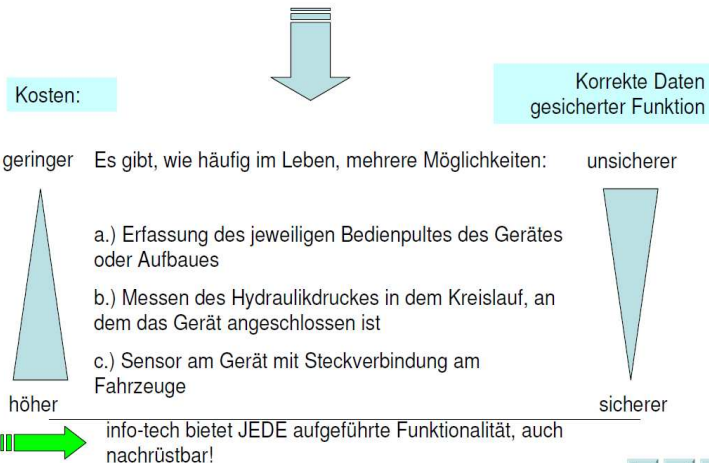 Kosten:
Korrekte Daten
gesicherter Funktion
geringer
Es gibt, wie häufig im Leben, mehrere Möglichkeiten:
unsicherer
a.) Erfassung des jeweiligen Bedienpultes des Gerätes
oder Aufbaues
b.) Messen des Hydraulikdruckes in dem Kreislauf, an
dem das Gerät angeschlossen ist
c.) Sensor am Gerät mit Steckverbindung am
Fahrzeuge
höher
sicherer
info-tech bietet JEDE aufgeführte Funktionalität, auch
nachrüstbar!